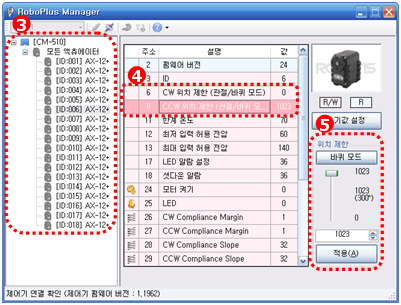 RoboPlus Manager
3
[CM-510]
모든 액츄에이터
[ID:001] AX-12+
[ID:002] AX-12+
[ID:003] AX-12+
[ID:004] AX-12+
[ID:005] AX-12+
[ID:006] AX-12+
[ID:007] AX-12+
[ID:008] AX-12+
[ID:009] AX-12+
[ID:010] AX-12+
[ID:011] AX-12+
[ID:012] AX-12+
[ID:013] AX-12+
[ID:014] AX-12+
[ID:015] AX-12+
[ID:016] AX-12+
[ID:017] AX-12+
[ID:018] AX-12+
주소 설명 값
2 펌웨어 버전 24
3 ID 6
4
6 CW 위치 제한 (관절/바퀴 모드) 0
8 CCW 위치 제한 (관절/바퀴 모... 1023
11 한계 온도 70
12 최저 입력 허용 전압 60
13 최대 입력 허용 전압 140
17 LED 알람 설정 36
18 셧다운 알람 36
24 모터 켜기 0
25 LED 0
26 CW Compliance Margin 1
27 CCW Compliance Margin 1
28 CW Compliance Slope 32
29 CCW Compliance Slope 32
R/W R
기값 설정
5
위치 제한
바퀴 모드
1023
1023
(300°)
0
1023
적용(A)
제어기 연결 확인 (제어기 펌웨어 버전 : 1,1962)